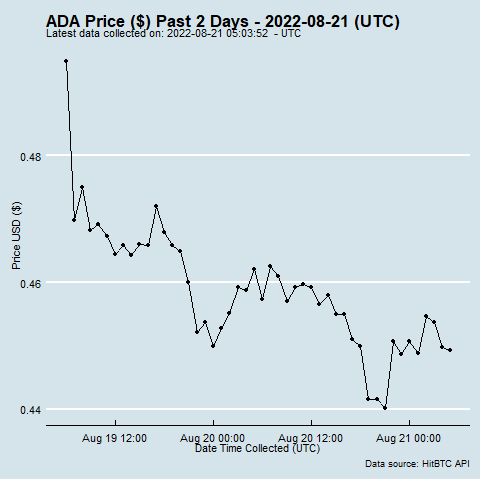 ADA Price ($) Past 2 Days - 2022-08-21 (UTC)
Latest data collected on: 2022-08-21 05:03:52 - UTC
0.48
0.46
0.44
Price USD ($)
Aug 19 12:00 Aug 20 00:00 Aug 20 12:00 Aug 21 00:00
Date Time Collected (UTC)
Data source: HitBTC API